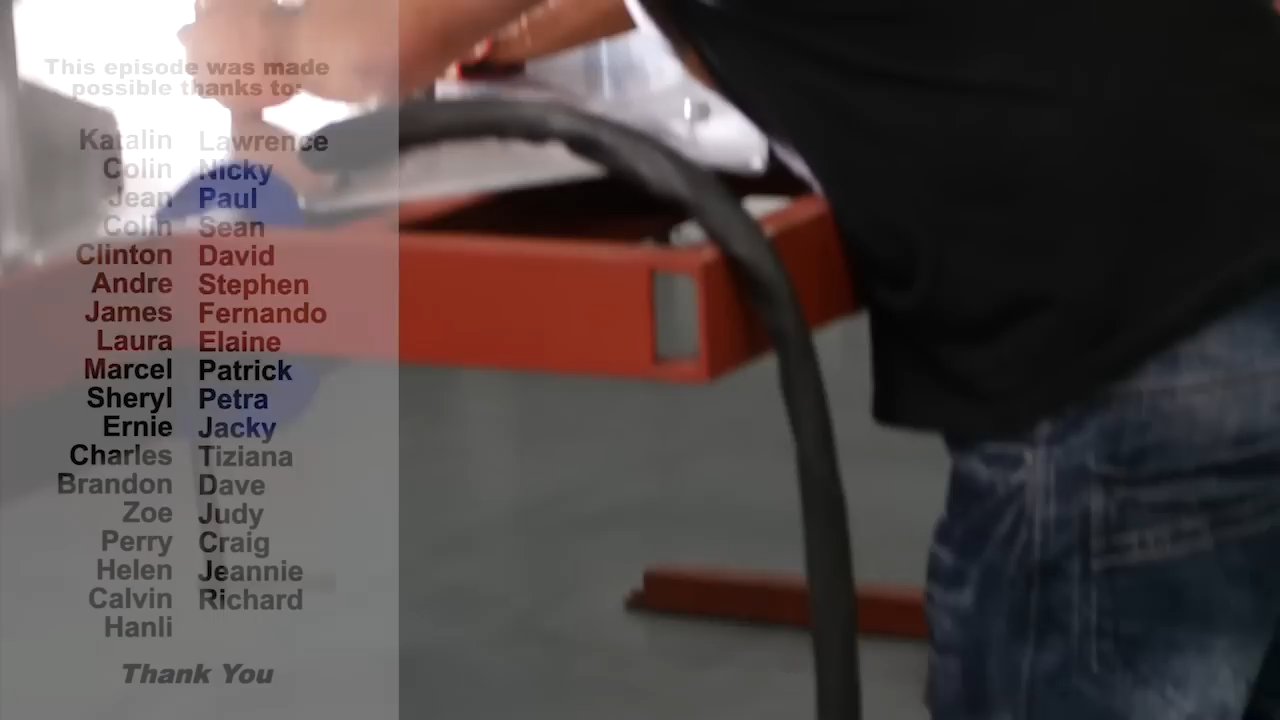 This episode was made
possible thanks to:
Katalin Lawrence
Colin Nicky
Jean Paul
Colin Sean
Clinton David
Andre Stephen
James Fernando
Laura Elaine
Marcel Patrick
Sheryl Petra
Ernie Jacky
Charles Tiziana
Brandon Dave
Zoe Judy
Perry Craig
Helen Jeannie
Calvin Richard
Hanli
Thank You